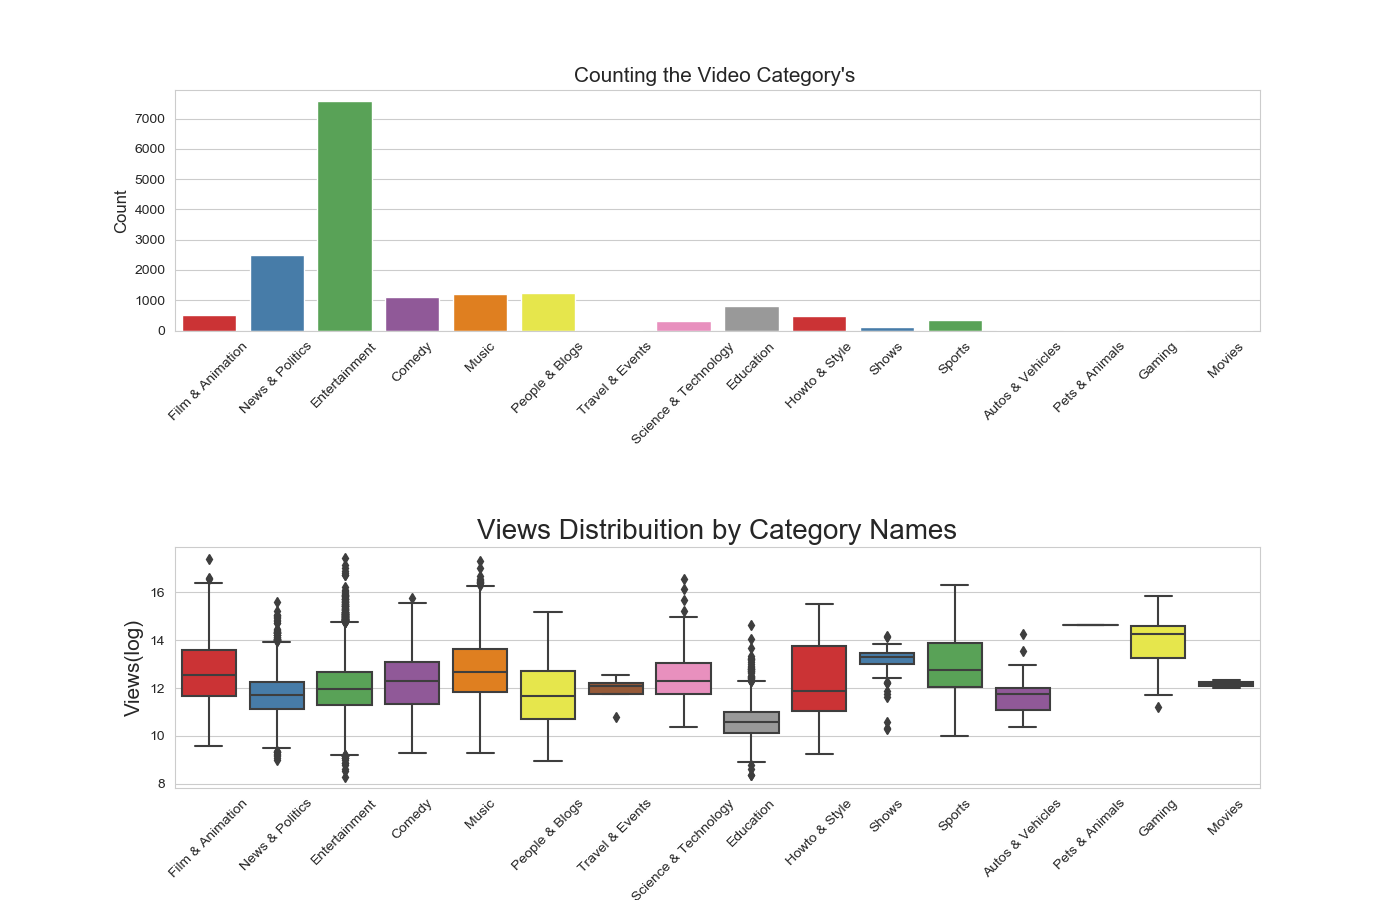 Counting the Video Category's
7000
6000
5000
4000
3000
2000
1000
0
Count
Film & Animation
News & Politics
Entertainment
Comedy
Music
People & Blogs
Travel & Events
Science & Technology
Education
Howto & Style
Shows
Sports
Autos & Vehicles
Pets & Animals
Gaming
Movies
Views Distribuition by Category Names
16
14
12
10
8
Views(log)
Film & Animation
News & Politics
Entertainment
Comedy
Music
People & Blogs
Travel & Events
Science & Technology
Education
Howto & Style
Shows
Sports
Autos & Vehicles
Pets & Animals
Gaming
Movies